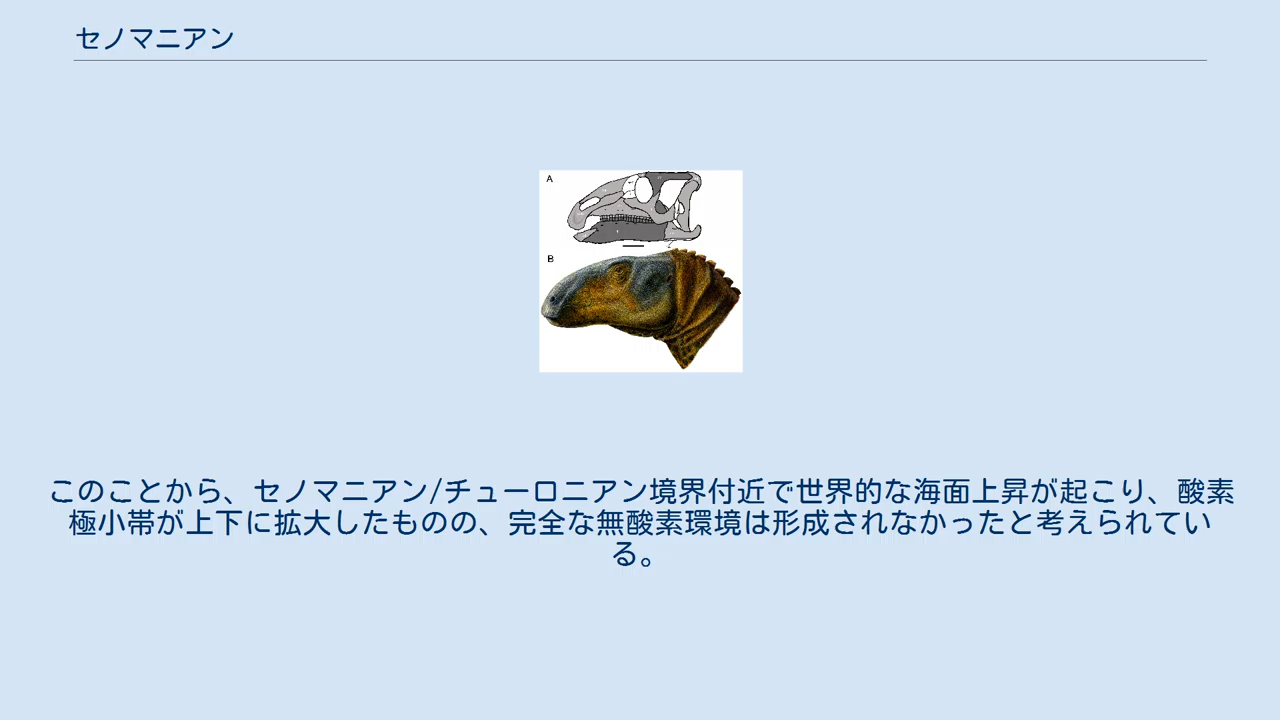 セノマニアン
A
B
このことから、セノマニアン/チューロニアン境界付近で世界的な海面上昇が起こり、酸素
極小帯が上下に拡大したものの、完全な無酸素環境は形成されなかったと考えられてい
る。